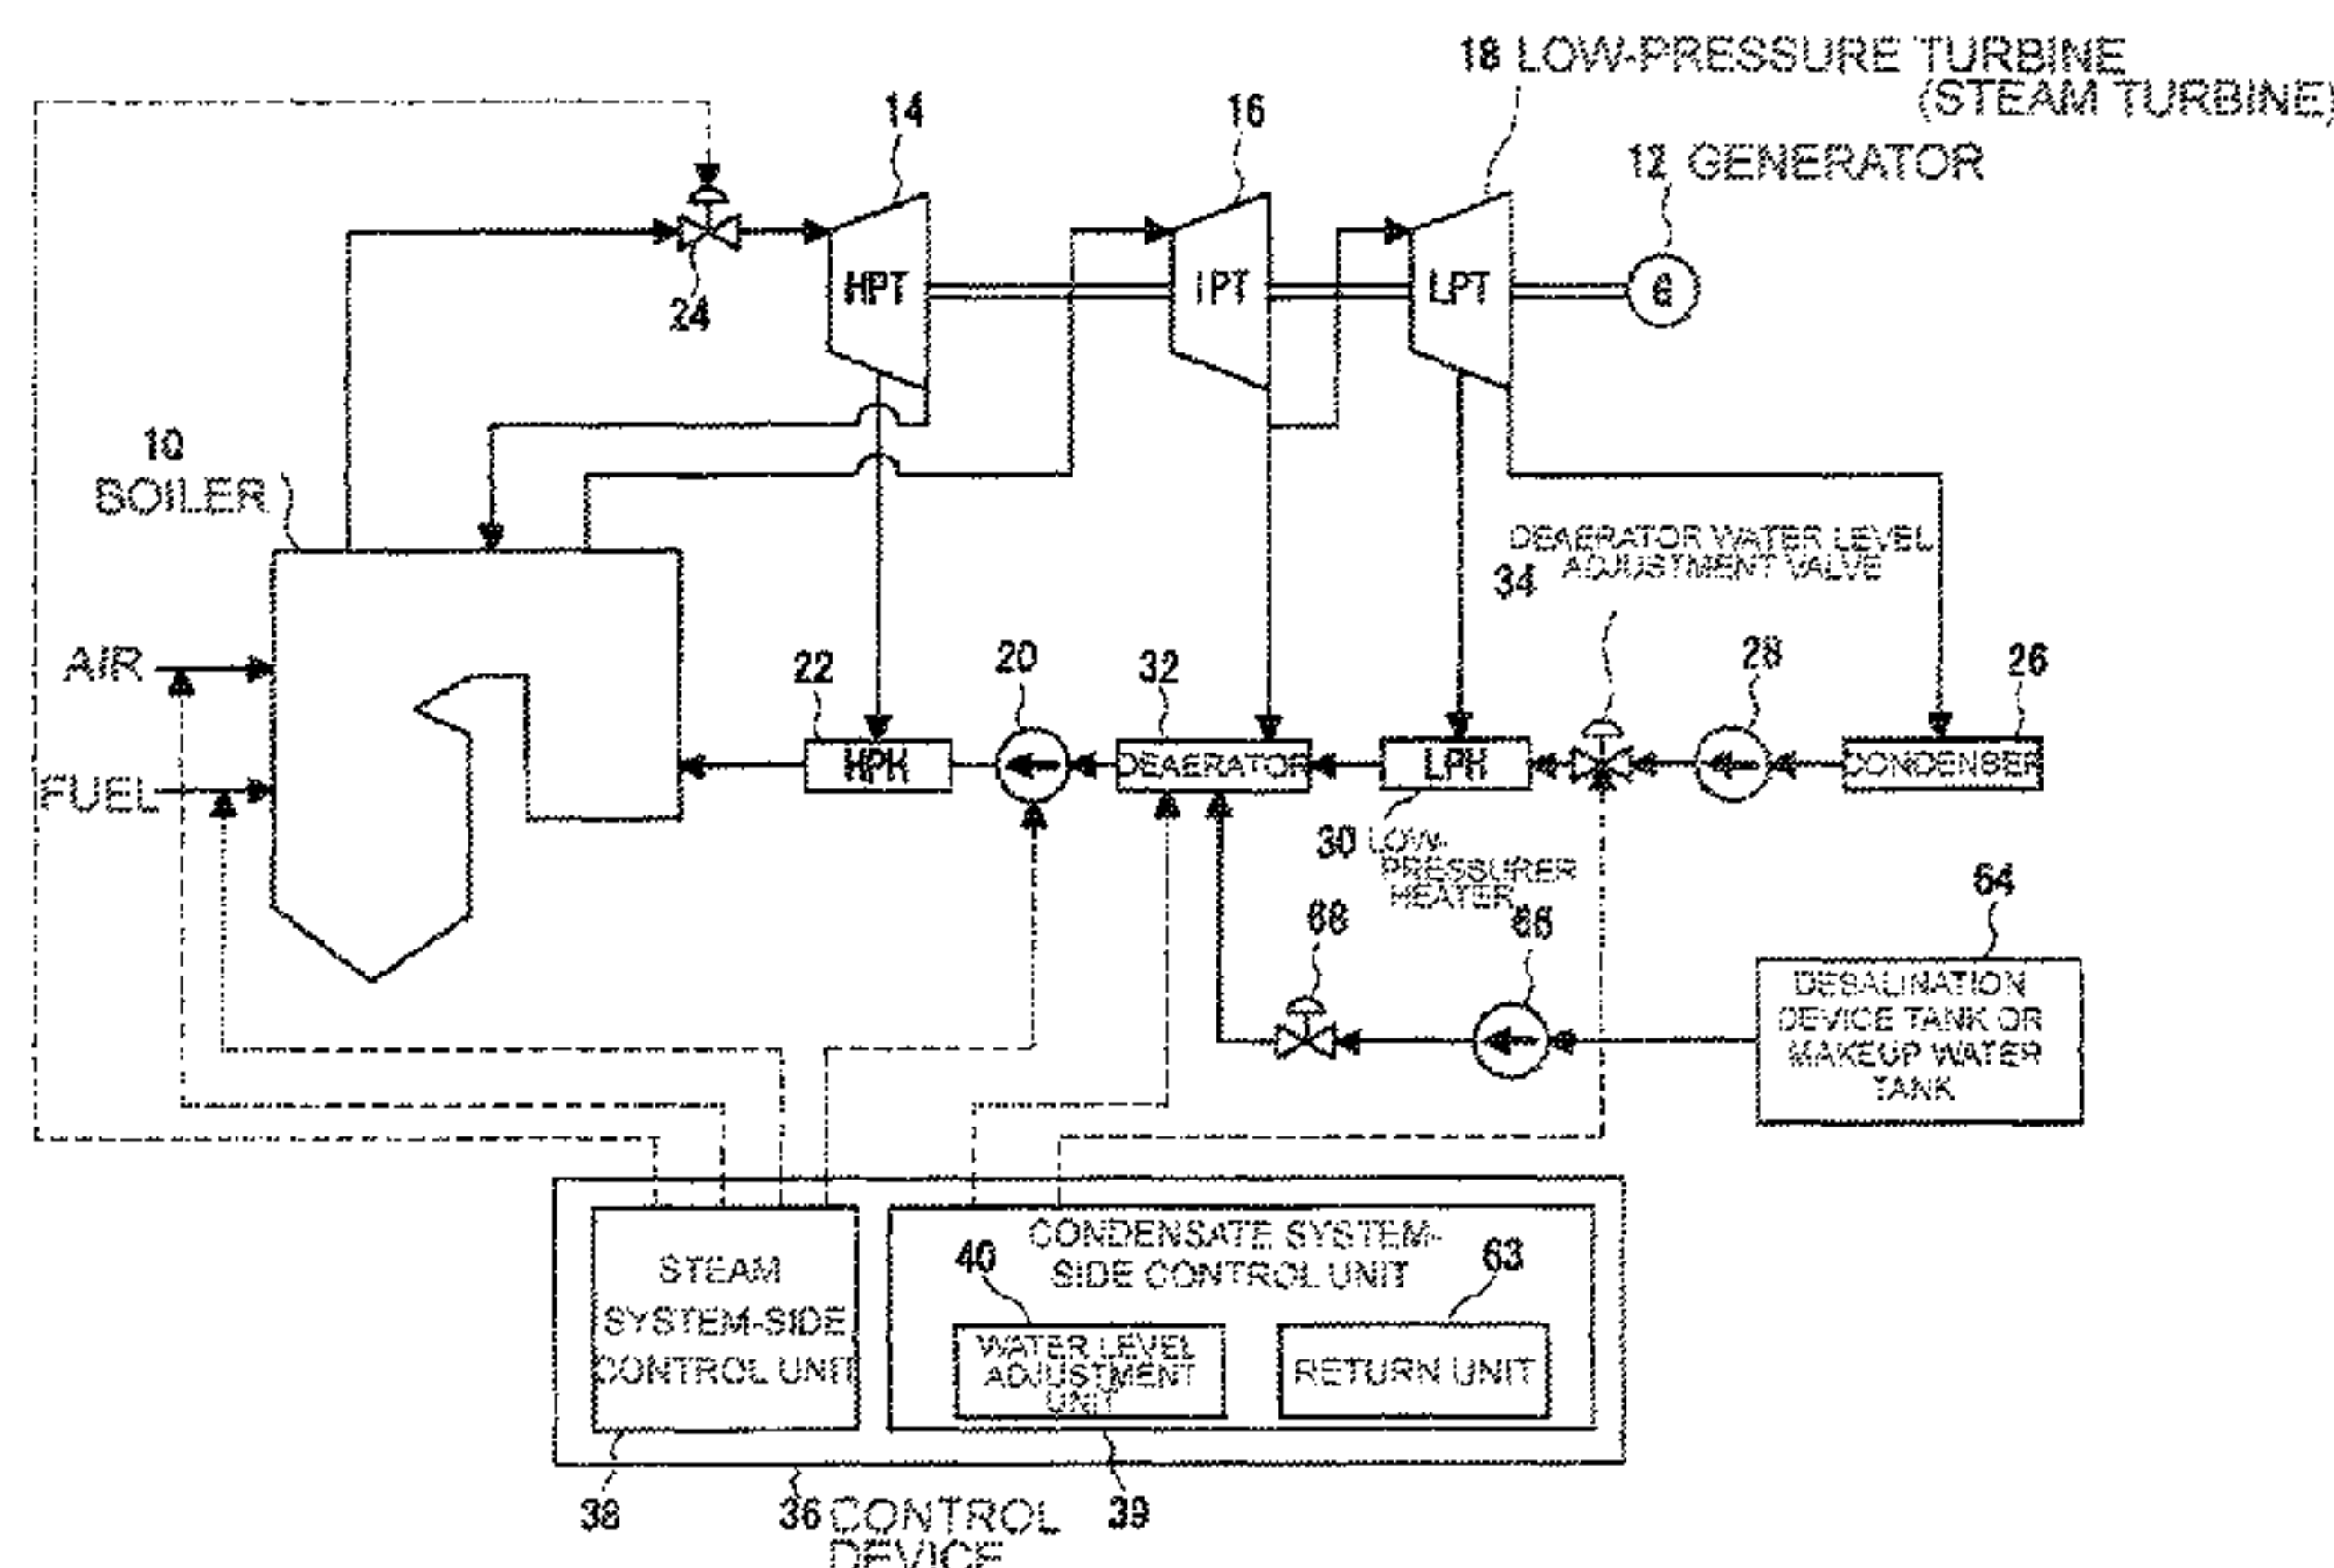 18 LOW-PRESSURE TURBINE
(STEAM TURBINE)
14
16
12 GENERATOR
G
HPT
IPT
LPT
24
10
BOILER
DEAERATOR WATER LEVEL
34 ADJUSTMENT VALVE
AIR
22
20
32
28
26
HPH
DEAERATOR
LPH
CONDENSER
FUEL
30 LOW-
PRESSURER
HEATER
68
66
64
DESALINATION
DEVICE TANK OR
MAKEUP WATER
TANK
STEAM
SYSTEM-SIDE
CONTROL UNIT
CONDENSATE SYSTEM-
SIDE CONTROL UNIT
40
63
WATER LEVEL
ADJUSTMENT
UNIT
RETURN UNIT
38
36 CONTROL
DEVICE
39